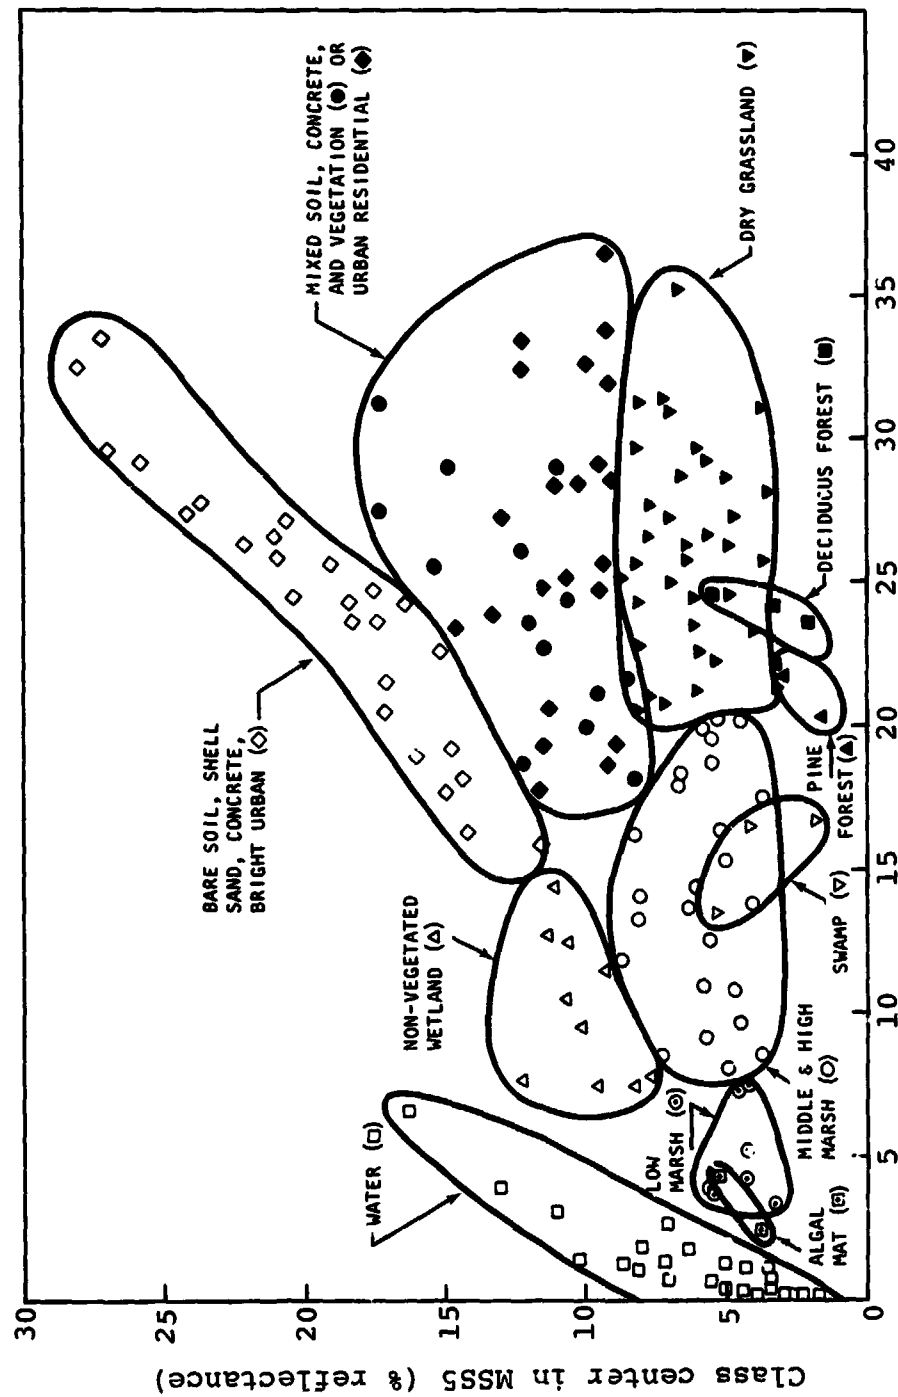 Class center in MSS5 (% reflectance)
30
25
20
15
10
5
0
5
10
15
20
25
30
35
40
WATER (□)
NON-VEGETATED
WETLAND (△)
BARE SOIL, SHELL
SAND, CONCRETE,
BRIGHT URBAN (◇)
MIXED SOIL, CONCRETE,
AND VEGETATION (●) OR
URBAN RESIDENTIAL (◆)
DRY GRASSLAND (▼)
DECIDUCUS FOREST (■)
PINE
FOREST (▲)
SWAMP (▽)
MIDDLE & HIGH
MARSH (○)
LOW
MARSH (⊙)
ALGAL
MAT (⊡)